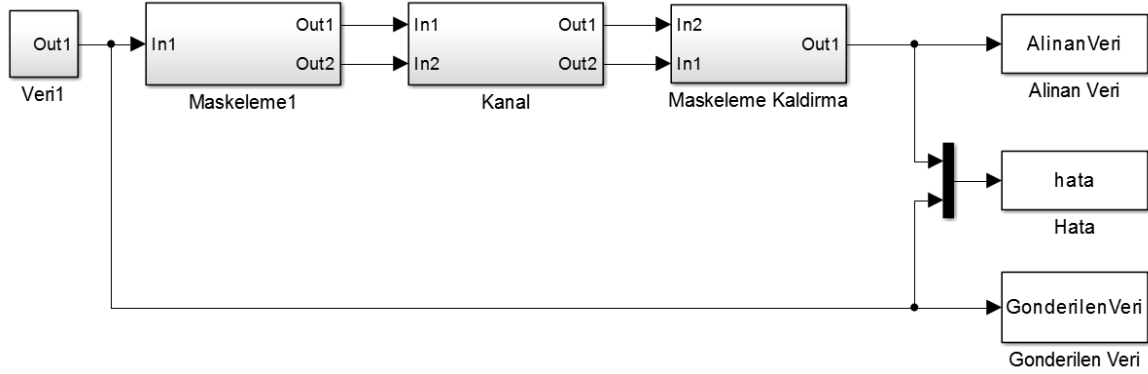 Out1
Veri1
In1
Out1
Out2
Maskeleme1
In1
In2
Out1
Out2
Kanal
In2
In1
Out1
Maskeleme Kaldirma
AlinanVeri
Alinan Veri
hata
Hata
GonderilenVeri
Gonderilen Veri